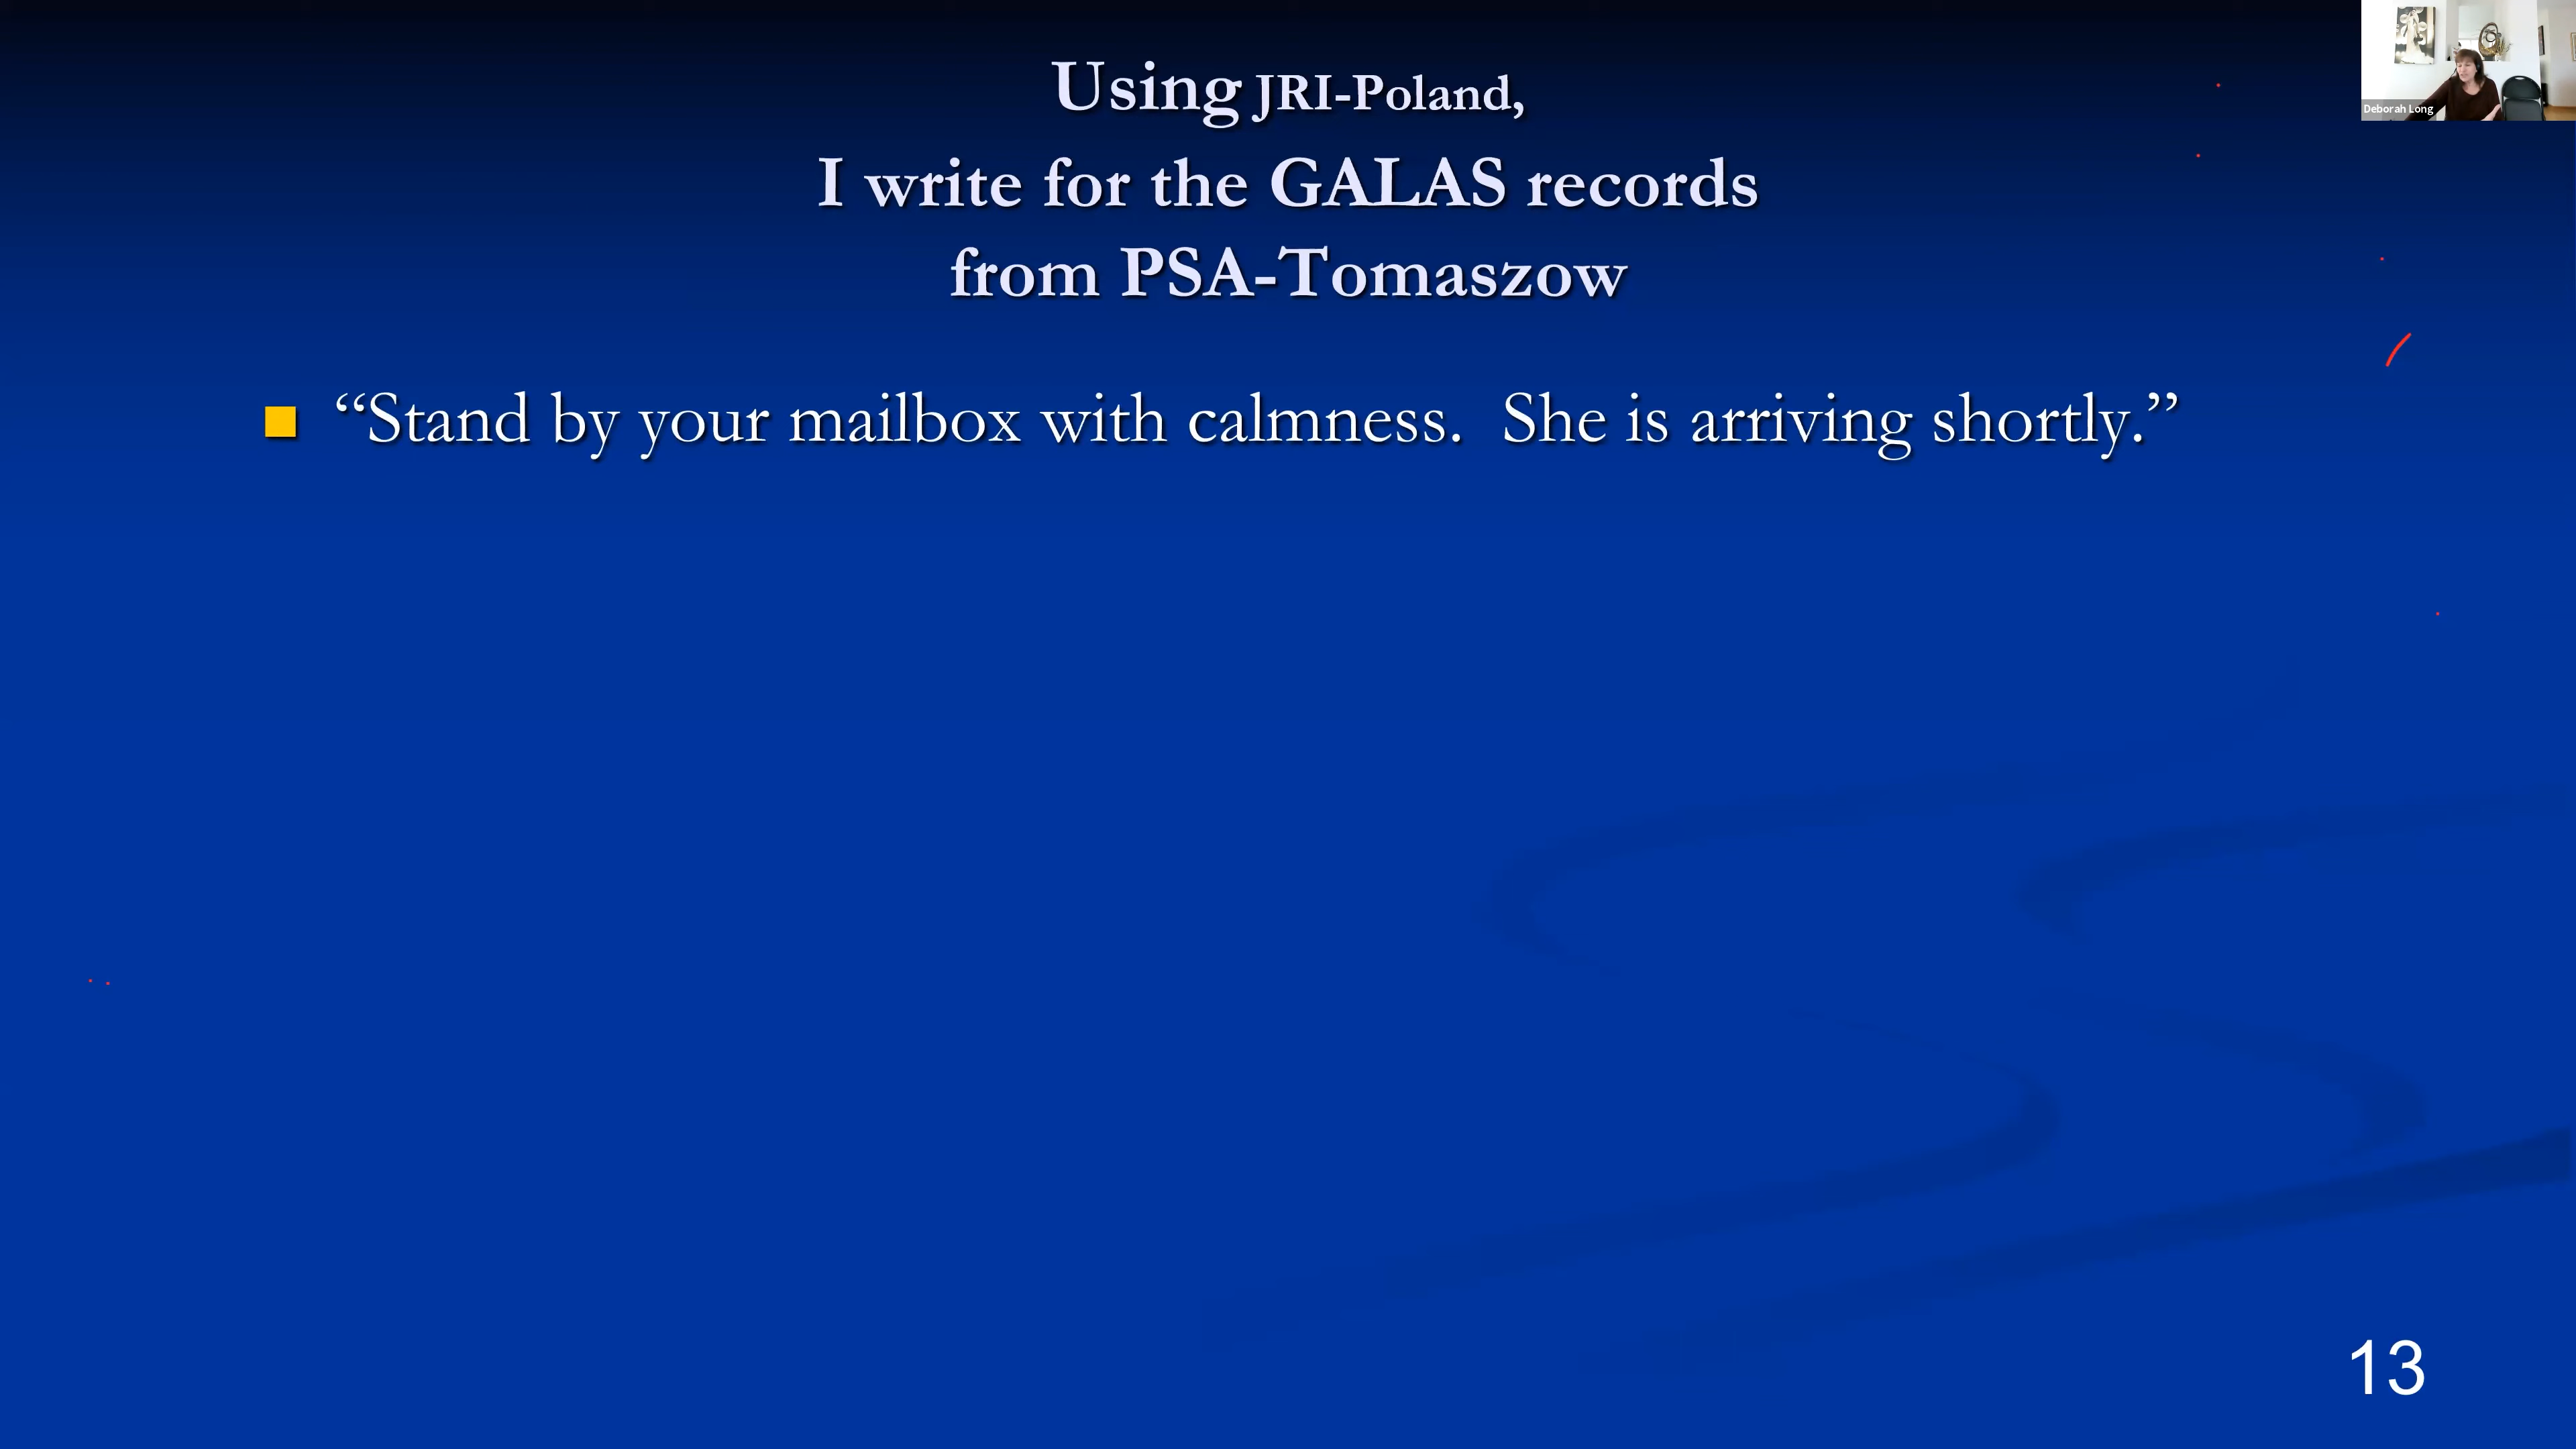 Using JRI-Poland,
I write for the GALAS records
from PSA-Tomaszow
“Stand by your mailbox with calmness.  She is arriving shortly.”
Deborah Long
13